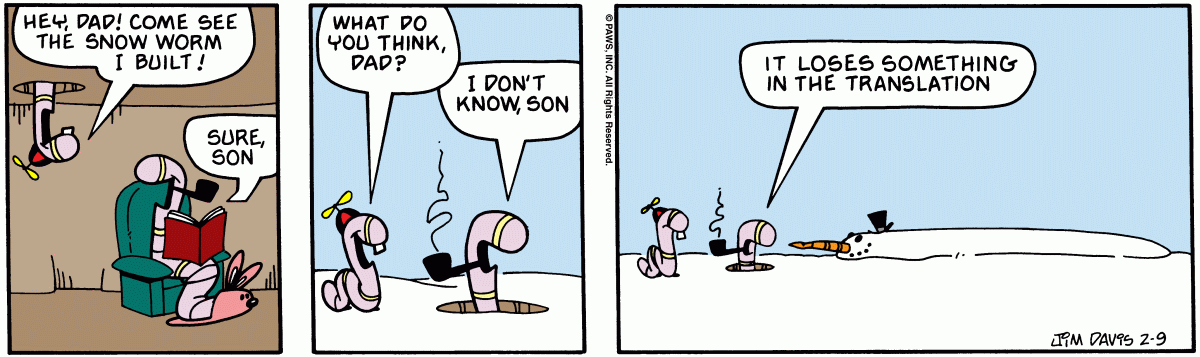 HEY, DAD! COME SEE
THE SNOW WORM
I BUILT!
SURE,
SON
WHAT DO
YOU THINK,
DAD?
I DON'T
KNOW, SON
© PAWS, INC. All Rights Reserved.
IT LOSES SOMETHING
IN THE TRANSLATION
JIM DAVIS 2-9